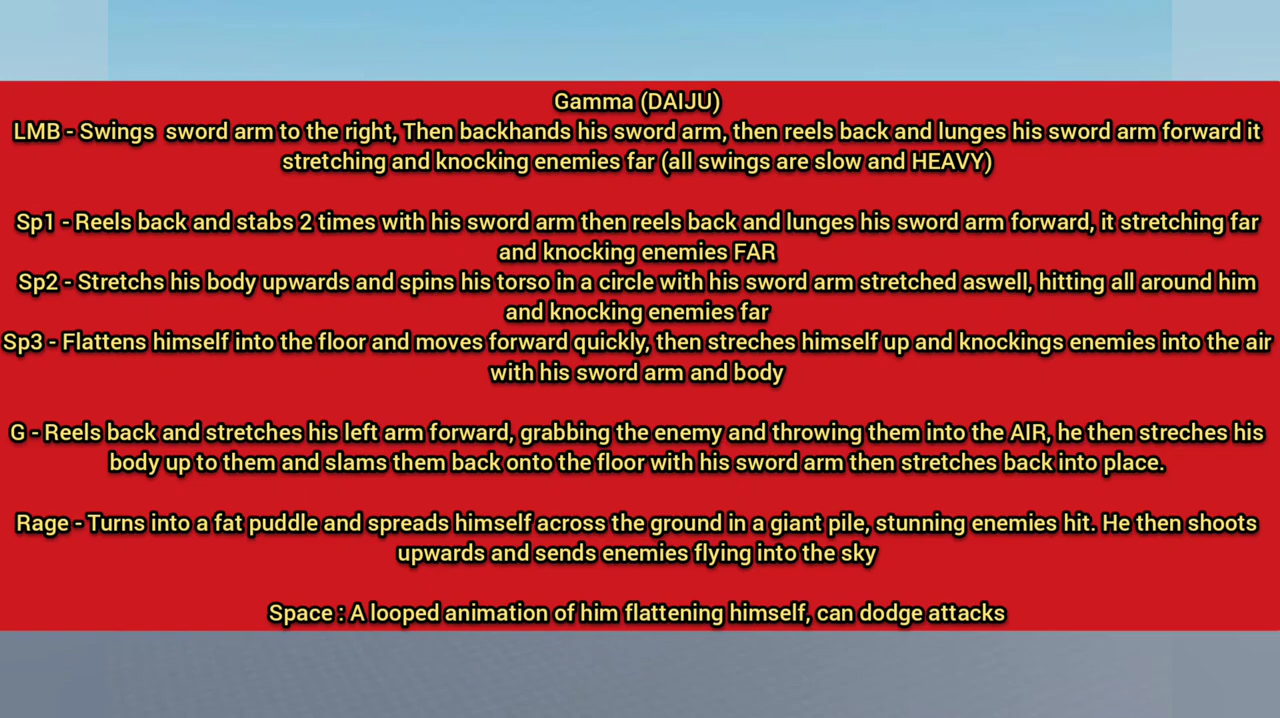 Gamma (DAIJU)
LMB - Swings  sword arm to the right, Then backhands his sword arm, then reels back and lunges his sword arm forward it
stretching and knocking enemies far (all swings are slow and HEAVY)
Sp1 - Reels back and stabs 2 times with his sword arm then reels back and lunges his sword arm forward, it stretching far
and knocking enemies FAR
Sp2 - Stretchs his body upwards and spins his torso in a circle with his sword arm stretched aswell, hitting all around him
and knocking enemies far
Sp3 - Flattens himself into the floor and moves forward quickly, then streches himself up and knockings enemies into the air
with his sword arm and body
G - Reels back and stretches his left arm forward, grabbing the enemy and throwing them into the AIR, he then streches his
body up to them and slams them back onto the floor with his sword arm then stretches back into place.
Rage - Turns into a fat puddle and spreads himself across the ground in a giant pile, stunning enemies hit. He then shoots
upwards and sends enemies flying into the sky
Space : A looped animation of him flattening himself, can dodge attacks